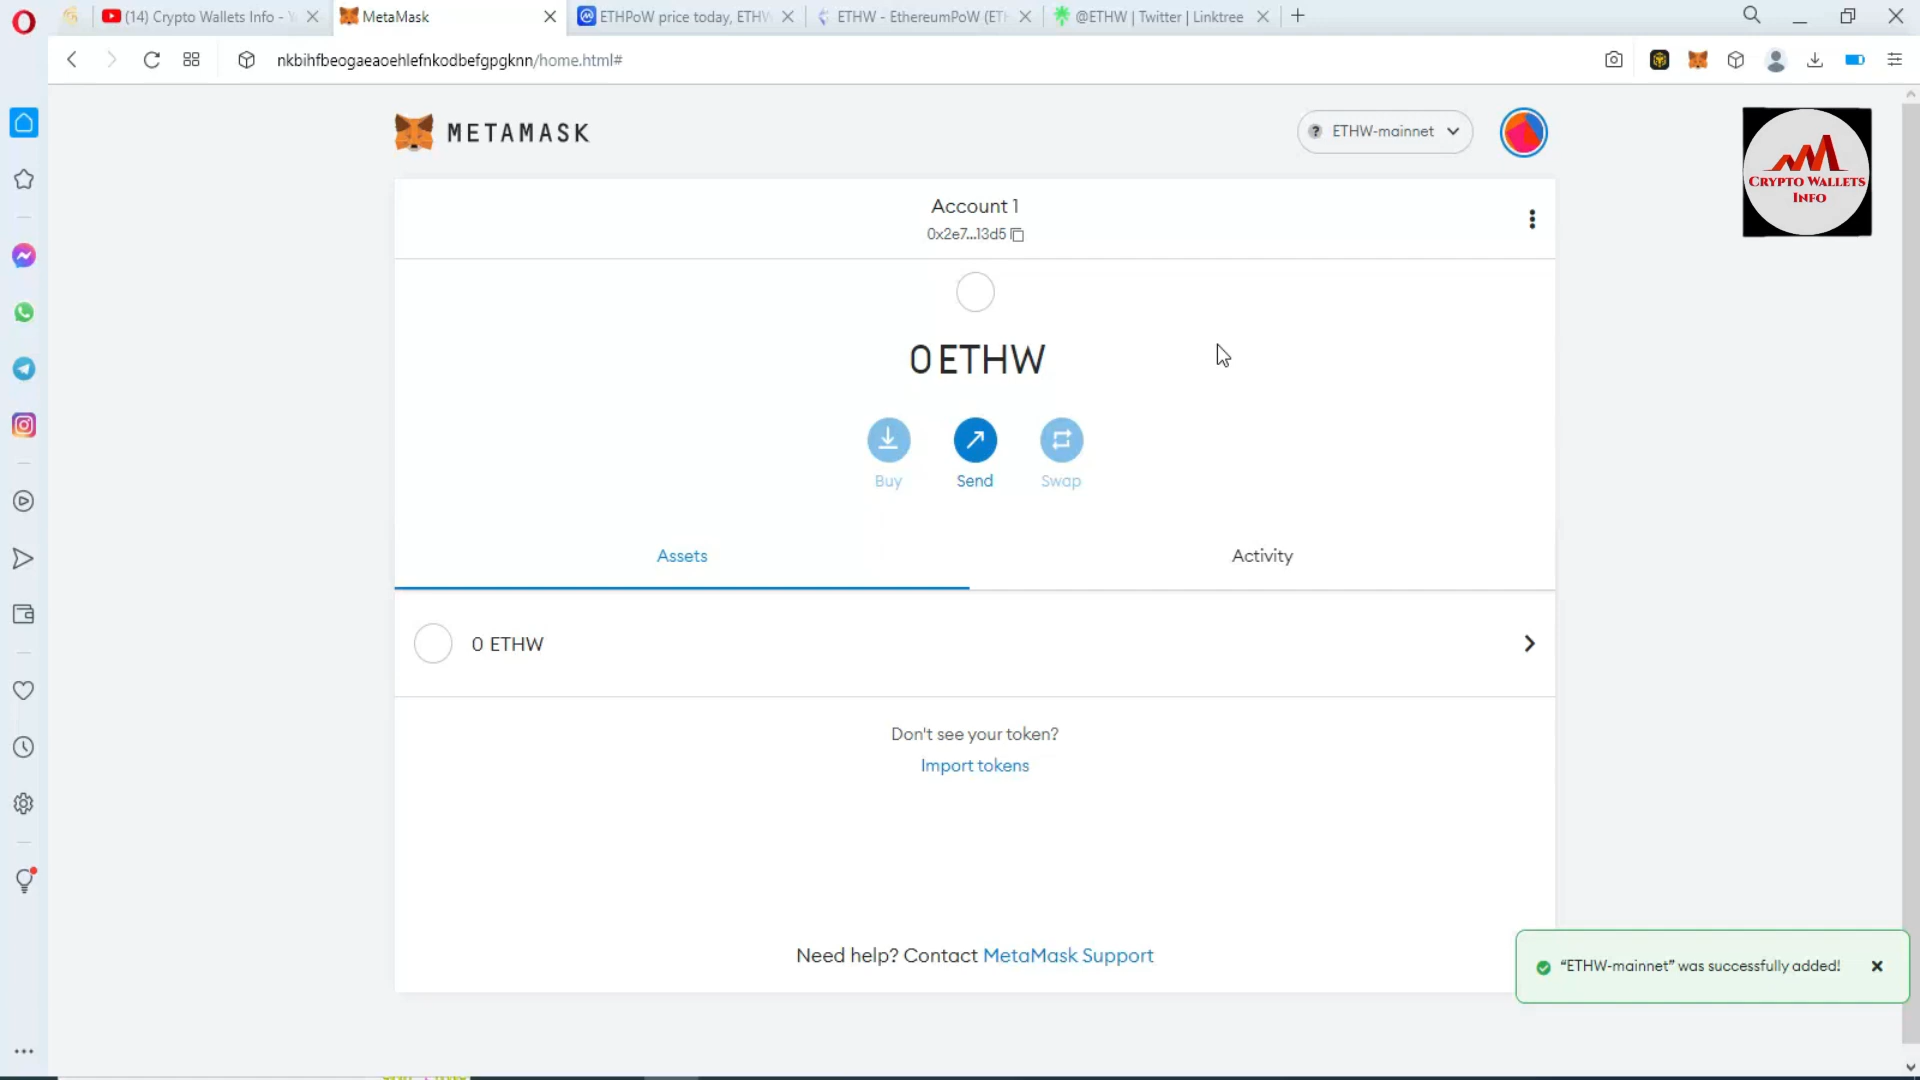 (14) Crypto Wallets Info - Y
MetaMask
ETHPoW price today, ETHW
ETHW - EthereumPoW (ETH
@ETHW | Twitter | Linktree
nkbihfbeogaeaoehlefnkodbefgpgknn/home.html#
METAMASK
ETHW-mainnet
CRYPTO WALLETS
INFO
Account 1
0x2e7...13d5
0 ETHW
Buy
Send
Swap
Assets
Activity
0 ETHW
Don't see your token?
Import tokens
Need help? Contact MetaMask Support
“ETHW-mainnet” was successfully added!